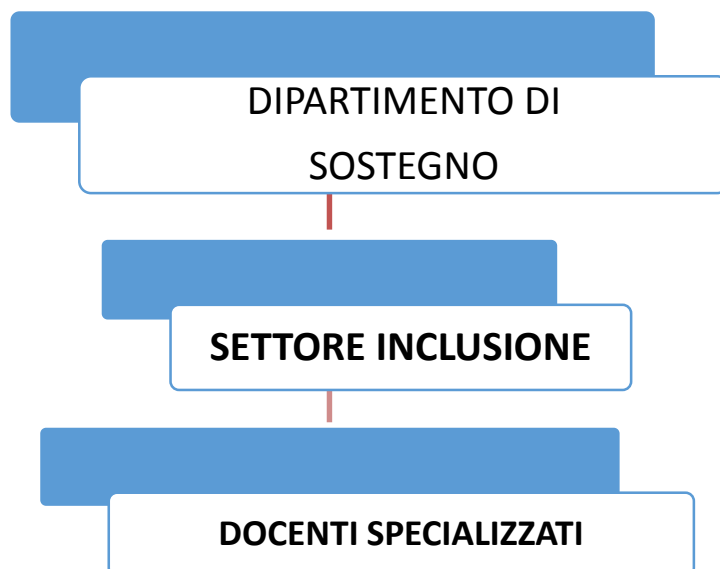 DIPARTIMENTO DI
SOSTEGNO
SETTORE INCLUSIONE
DOCENTI SPECIALIZZATI